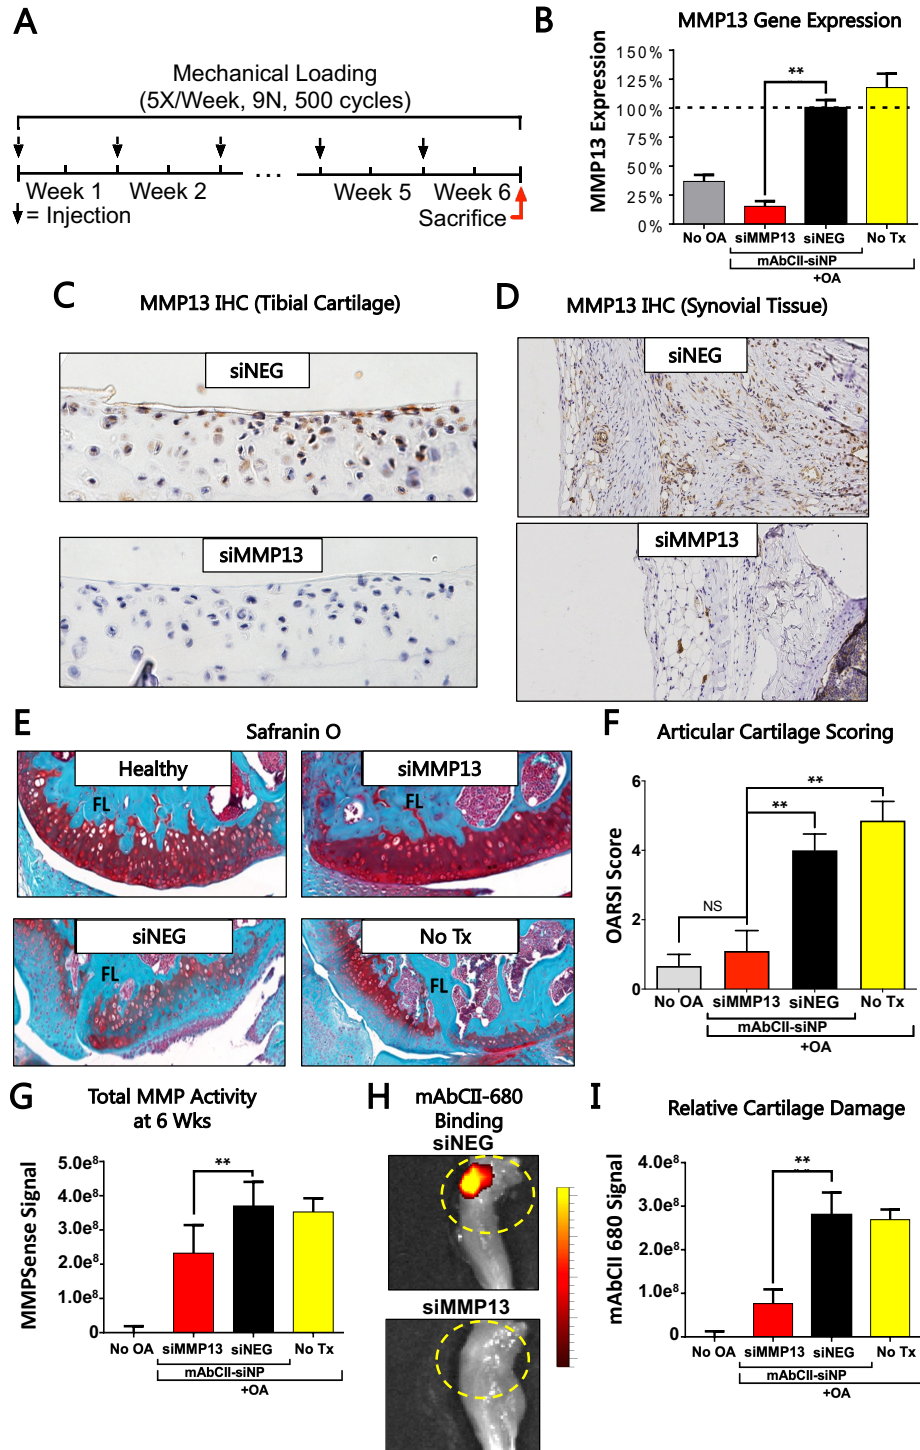 A
Mechanical Loading
(5X/Week, 9N, 500 cycles)
Week 1 Week 2 ... Week 5 Week 6
= Injection
Sacrifice
B
MMP13 Gene Expression
MMP13 Expression
150%
125%
100%
75%
50%
25%
0%
**
No OA siMMP13 siNEG No Tx
mAbCII-siNP
+OA
C
MMP13 IHC (Tibial Cartilage)
siNEG
siMMP13
D
MMP13 IHC (Synovial Tissue)
siNEG
siMMP13
E
Safranin O
Healthy
FL
siMMP13
FL
siNEG
FL
No Tx
FL
F
Articular Cartilage Scoring
OARSI Score
6
4
2
0
NS
**
**
No OA siMMP13 siNEG No Tx
mAbCII-siNP
+OA
G
Total MMP Activity
at 6 Wks
MMPSense Signal
5.0e8
4.0e8
3.0e8
2.0e8
1.0e8
0
**
No OA siMMP13 siNEG No Tx
mAbCII-siNP
+OA
H
mAbCII-680
Binding
siNEG
siMMP13
I
Relative Cartilage Damage
mAbCII 680 Signal
4.0e8
3.0e8
2.0e8
1.0e8
0
**
No OA siMMP13 siNEG No Tx
mAbCII-siNP
+OA